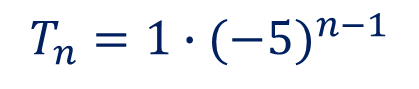 Tₙ = 1 · (−5)ⁿ⁻¹